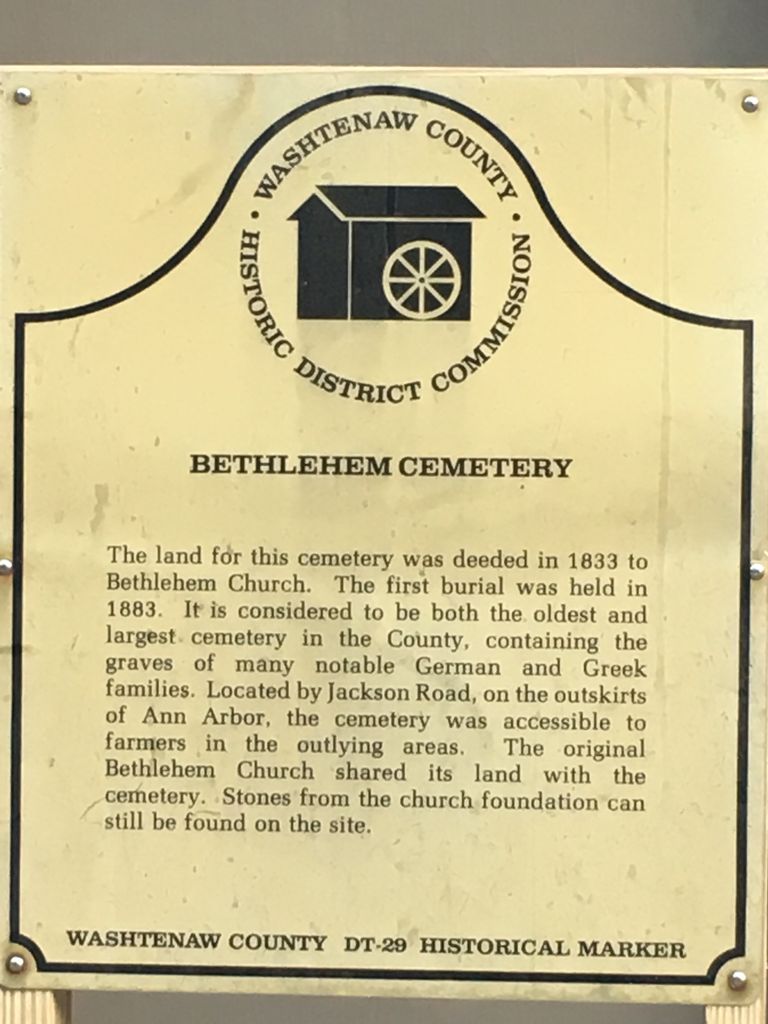 WASHTENAW COUNTY
HISTORIC DISTRICT COMMISSION
BETHLEHEM CEMETERY
The land for this cemetery was deeded in 1833 to
Bethlehem Church. The first burial was held in
1883. It is considered to be both the oldest and
largest cemetery in the County, containing the
graves of many notable German and Greek
families. Located by Jackson Road, on the outskirts
of Ann Arbor, the cemetery was accessible to
farmers in the outlying areas. The original
Bethlehem Church shared its land with the
cemetery. Stones from the church foundation can
still be found on the site.
WASHTENAW COUNTY DT-29 HISTORICAL MARKER